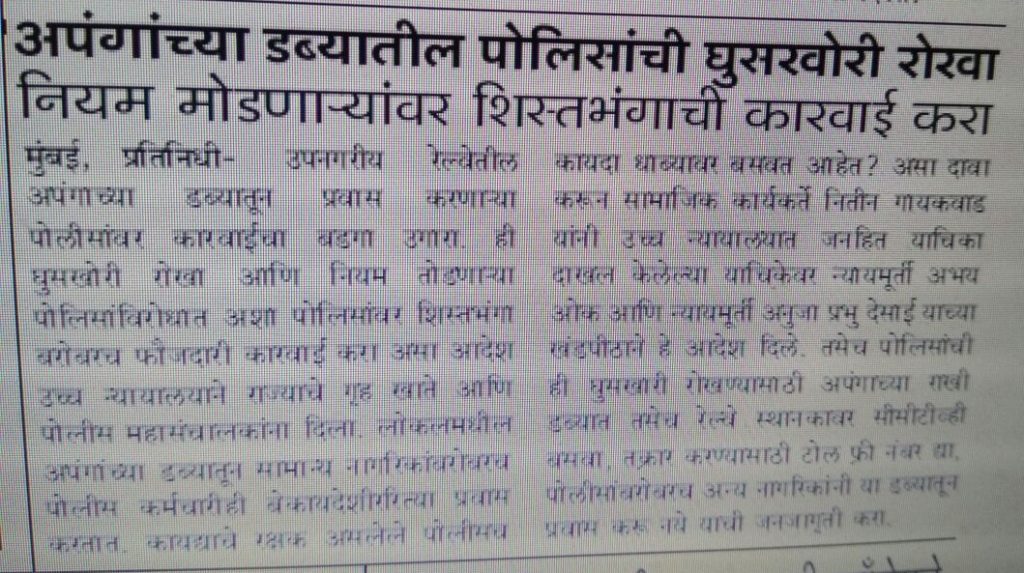 अपंगांच्या डब्यातील पोलिसांची घुसखोरी रोखा
नियम मोडणाऱ्यांवर शिस्तभंगाची कारवाई करा
मुंबई, प्रतिनिधी- उपनगरीय रेल्वेतील
अपंगाच्या डब्यातून प्रवास करणाऱ्या
पोलीसांवर कारवाईचा बडगा उगारा. ही
घुसखोरी रोखा आणि नियम तोडणाऱ्या
पोलिसांविरोधात अशा पोलिसांवर शिस्तभंगा
बरोबरच फौजदारी कारवाई करा असा आदेश
उच्च न्यायालयाने राज्याचे गृह खाते आणि
पोलीस महासंचालकांना दिला. लोकलमधील
अपंगांच्या डब्यातून सामान्य नागरिकांबरोबरच
पोलीस कर्मचारीही बेकायदेशीररित्या प्रवास
करतात. कायद्याचे रक्षक असलेले पोलीसच
कायदा धाब्यावर बसवत आहेत? असा दावा
करून सामाजिक कार्यकर्ते नितीन गायकवाड
यांनी उच्च न्यायालयात जनहित याचिका
दाखल केलेल्या याचिकेवर न्यायमूर्ती अभय
ओक आणि न्यायमूर्ती अनुजा प्रभु देसाई याच्या
खंडपीठाने हे आदेश दिले. तसेच पोलिसांची
ही घुसखारी रोखण्यासाठी अपंगाच्या राखी
डब्यात तसेच रेल्वे स्थानकावर सीसीटीव्ही
बसवा, तक्रार करण्यासाठी टोल फ्री नंबर द्या,
पोलीसांबरोबरच अन्य नागरिकांनी या डब्यातून
प्रवास करू नये याची जनजागृती करा.